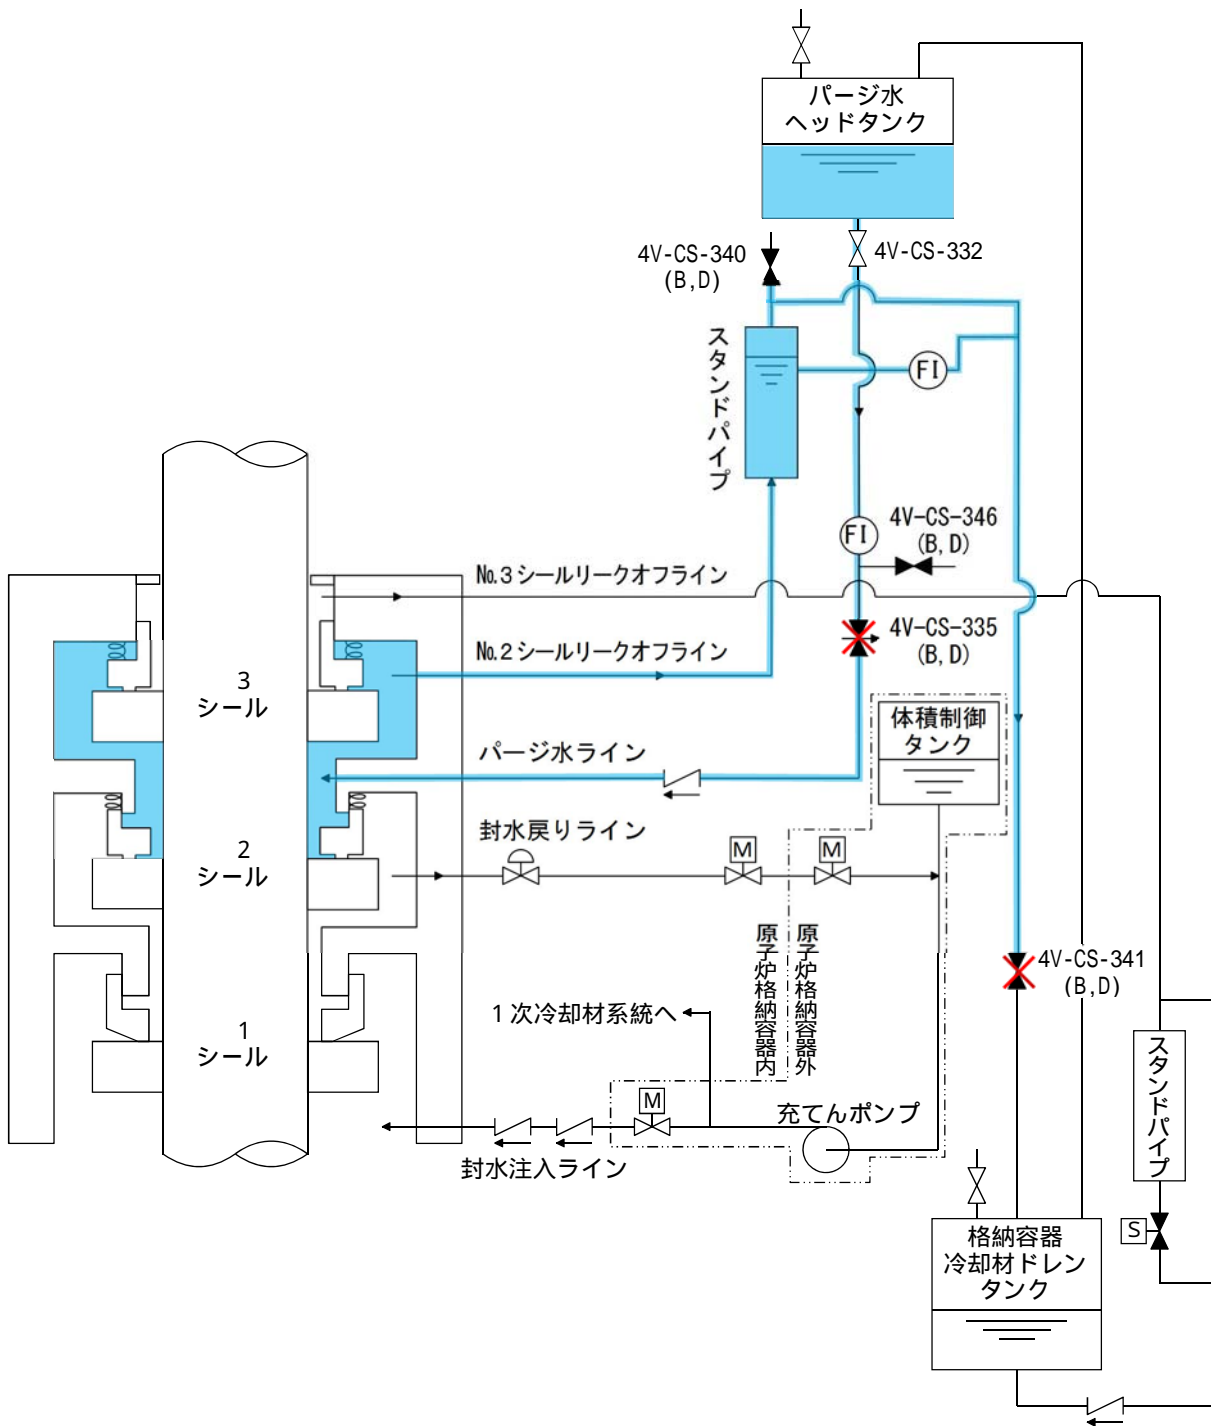 パージ水
ヘッドタンク
4V-CS-340
(B,D)
4V-CS-332
スタンドパイプ
FI
FI
4V-CS-346
(B,D)
№3シールリークオフライン
4V-CS-335
(B,D)
№2シールリークオフライン
3
シール
体積制御
タンク
パージ水ライン
封水戻りライン
M
M
2
シール
原子炉格納容器内
原子炉格納容器外
4V-CS-341
(B,D)
1次冷却材系統へ
1
シール
スタンドパイプ
M
充てんポンプ
封水注入ライン
S
格納容器
冷却材ドレン
タンク